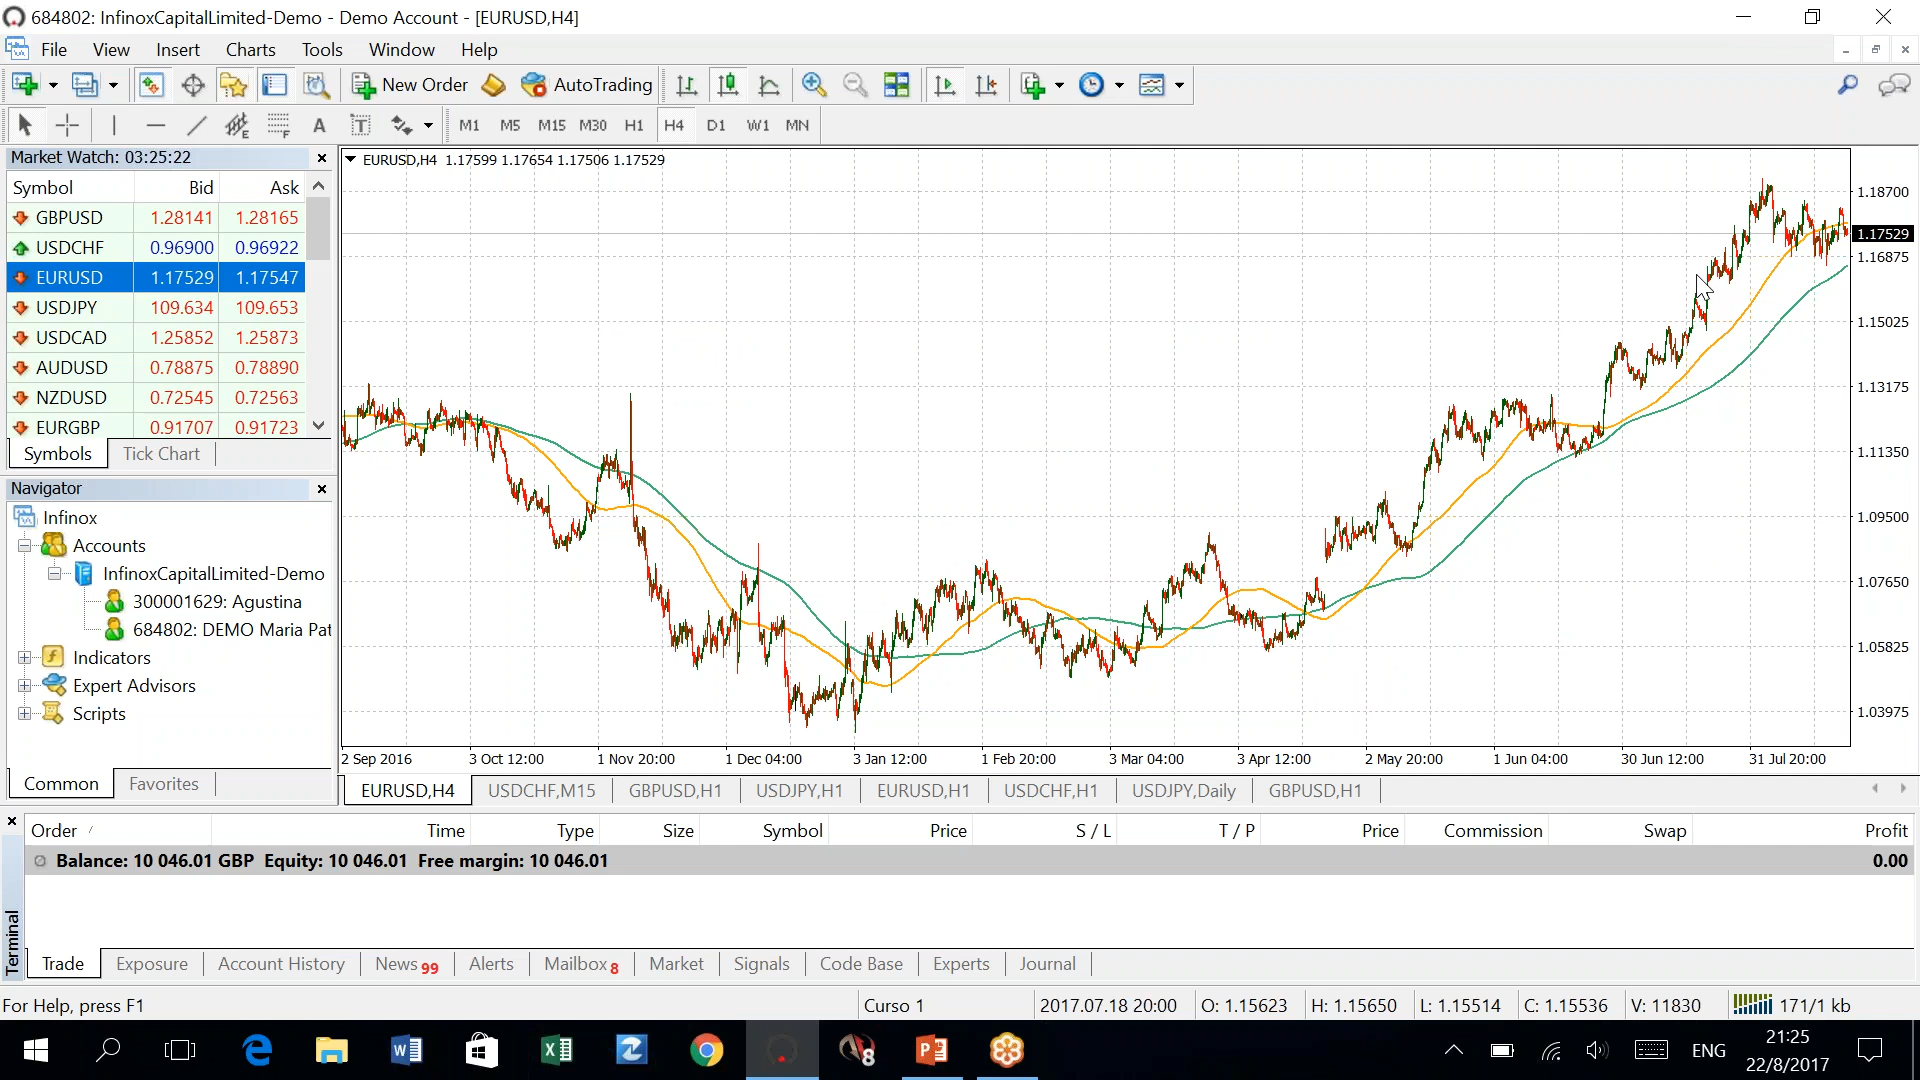 684802: InfinoxCapitalLimited-Demo - Demo Account - [EURUSD,H4]
File View Insert Charts Tools Window Help
New Order AutoTrading
A T M1 M5 M15 M30 H1 H4 D1 W1 MN
Market Watch: 03:25:22
Symbol Bid Ask
GBPUSD 1.28141 1.28165
USDCHF 0.96900 0.96922
EURUSD 1.17529 1.17547
USDJPY 109.634 109.653
USDCAD 1.25852 1.25873
AUDUSD 0.78875 0.78890
NZDUSD 0.72545 0.72563
EURGBP 0.91707 0.91723
Symbols Tick Chart
Navigator
Infinox
Accounts
InfinoxCapitalLimited-Demo
300001629: Agustina
684802: DEMO Maria Pat
Indicators
Expert Advisors
Scripts
Common Favorites
EURUSD,H4 1.17599 1.17654 1.17506 1.17529
1.18700
1.17529
1.16875
1.15025
1.13175
1.11350
1.09500
1.07650
1.05825
1.03975
2 Sep 2016 3 Oct 12:00 1 Nov 20:00 1 Dec 04:00 3 Jan 12:00 1 Feb 20:00 3 Mar 04:00 3 Apr 12:00 2 May 20:00 1 Jun 04:00 30 Jun 12:00 31 Jul 20:00
EURUSD,H4 USDCHF,M15 GBPUSD,H1 USDJPY,H1 EURUSD,H1 USDCHF,H1 USDJPY,Daily GBPUSD,H1
Order / Time Type Size Symbol Price S / L T / P Price Commission Swap Profit
Balance: 10 046.01 GBP Equity: 10 046.01 Free margin: 10 046.01 0.00
Terminal
Trade Exposure Account History News 99 Alerts Mailbox 8 Market Signals Code Base Experts Journal
For Help, press F1 Curso 1 2017.07.18 20:00 O: 1.15623 H: 1.15650 L: 1.15514 C: 1.15536 V: 11830 171/1 kb
ENG
21:25
22/8/2017